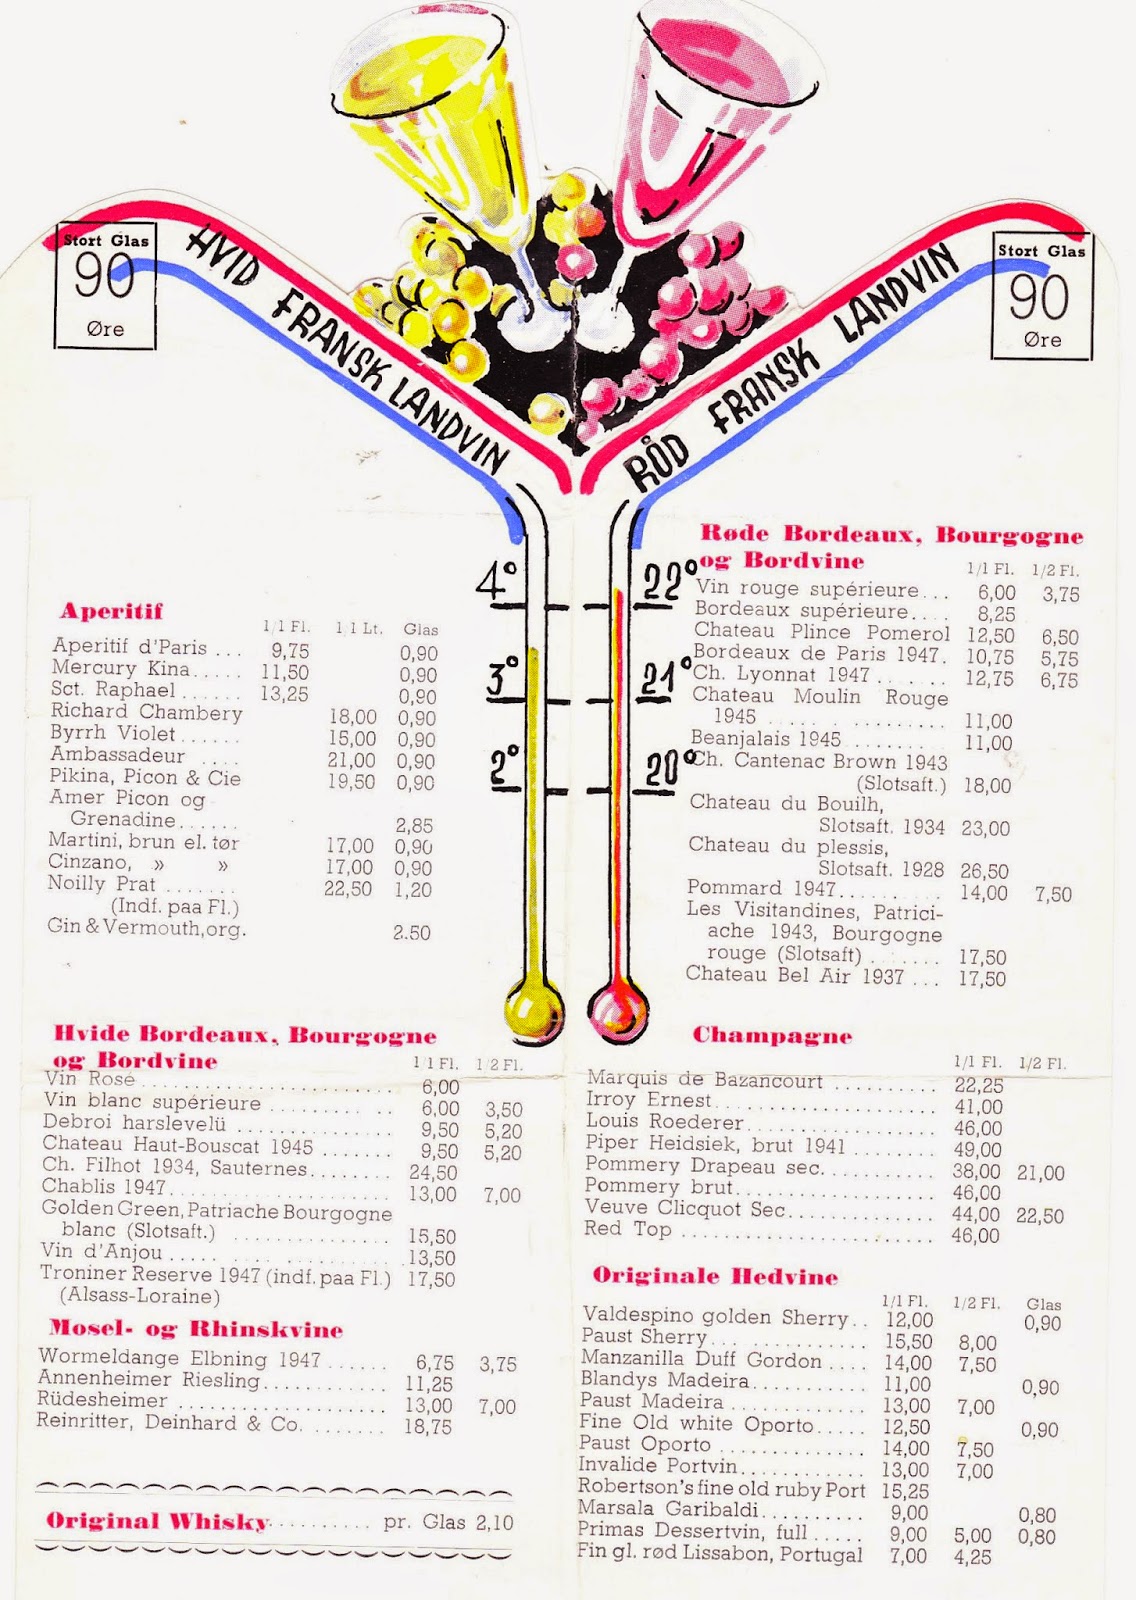 Stort Glas
90
Øre
HVID FRANSK LANDVIN
RÖD FRANSK LANDVIN
Stort Glas
90
Øre
4°
3°
2°
22°
21°
20°
Aperitif
1/1 Fl. 1/1 Lt. Glas
Aperitif d'Paris ... 9,75 0,90
Mercury Kina..... 11,50 0,90
Sct. Raphael ...... 13,25 0,90
Richard Chambery 18,00 0,90
Byrrh Violet ...... 15,00 0,90
Ambassadeur .... 21,00 0,90
Pikina, Picon & Cie 19,50 0,90
Amer Picon og
Grenadine...... 2,85
Martini, brun el. tør 17,00 0,90
Cinzano, » » 17,00 0,90
Noilly Prat ....... 22,50 1,20
(Indf. paa Fl.)
Gin & Vermouth, org. 2.50
Hvide Bordeaux, Bourgogne
og Bordvine 1/1 Fl. 1/2 Fl.
Vin Rose ........ 6,00
Vin blanc supérieure ........ 6,00 3,50
Debroi harslevelü ........ 9,50 5,20
Chateau Haut-Bouscat 1945 ....... 9,50 5,20
Ch. Filhot 1934, Sauternes........ 24,50
Chablis 1947........ 13,00 7,00
Golden Green, Patriache Bourgogne
blanc (Slotsaft.) ........ 15,50
Vin d'Anjou ........ 13,50
Troniner Reserve 1947 (indf. paa Fl.) 17,50
(Alsass-Loraine)
Mosel- og Rhinskvine
Wormeldange Elbning 1947 ...... 6,75 3,75
Annenheimer Riesling........ 11,25
Rüdesheimer ........ 13,00 7,00
Reinritter, Deinhard & Co. ....... 18,75
Original Whisky.......... pr. Glas 2,10
Røde Bordeaux, Bourgogne
og Bordvine 1/1 Fl. 1/2 Fl.
Vin rouge supérieure... 6,00 3,75
Bordeaux supérieure.... 8,25
Chateau Plince Pomerol 12,50 6,50
Bordeaux de Paris 1947. 10,75 5,75
Ch. Lyonnat 1947 ...... 12,75 6,75
Chateau Moulin Rouge
1945 ........ 11,00
Beanjalais 1945 ........ 11,00
Ch. Cantenac Brown 1943
(Slotsaft.) 18,00
Chateau du Bouilh,
Slotsaft. 1934 23,00
Chateau du plessis,
Slotsaft. 1928 26,50
Pommard 1947........ 14,00 7,50
Les Visitandines, Patrici-
ache 1943, Bourgogne
rouge (Slotsaft) ....... 17,50
Chateau Bel Air 1937 ... 17,50
Champagne
1/1 Fl. 1/2 Fl.
Marquis de Bazancourt ........ 22,25
Irroy Ernest........ 41,00
Louis Roederer........ 46,00
Piper Heidsiek, brut 1941 ........ 49,00
Pommery Drapeau sec........ 38,00 21,00
Pommery brut........ 46,00
Veuve Clicquot Sec........ 44,00 22,50
Red Top ........ 46,00
Originale Hedvine
1/1 Fl. 1/2 Fl. Glas
Valdespino golden Sherry.. 12,00 0,90
Paust Sherry........ 15,50 8,00
Manzanilla Duff Gordon .... 14,00 7,50
Blandys Madeira........ 11,00 0,90
Paust Madeira ........ 13,00 7,00
Fine Old white Oporto..... 12,50 0,90
Paust Oporto ........ 14,00 7,50
Invalide Portvin........ 13,00 7,00
Robertson's fine old ruby Port 15,25
Marsala Garibaldi........ 9,00 0,80
Primas Dessertvin, full ..... 9,00 5,00 0,80
Fin gl. rød Lissabon, Portugal 7,00 4,25